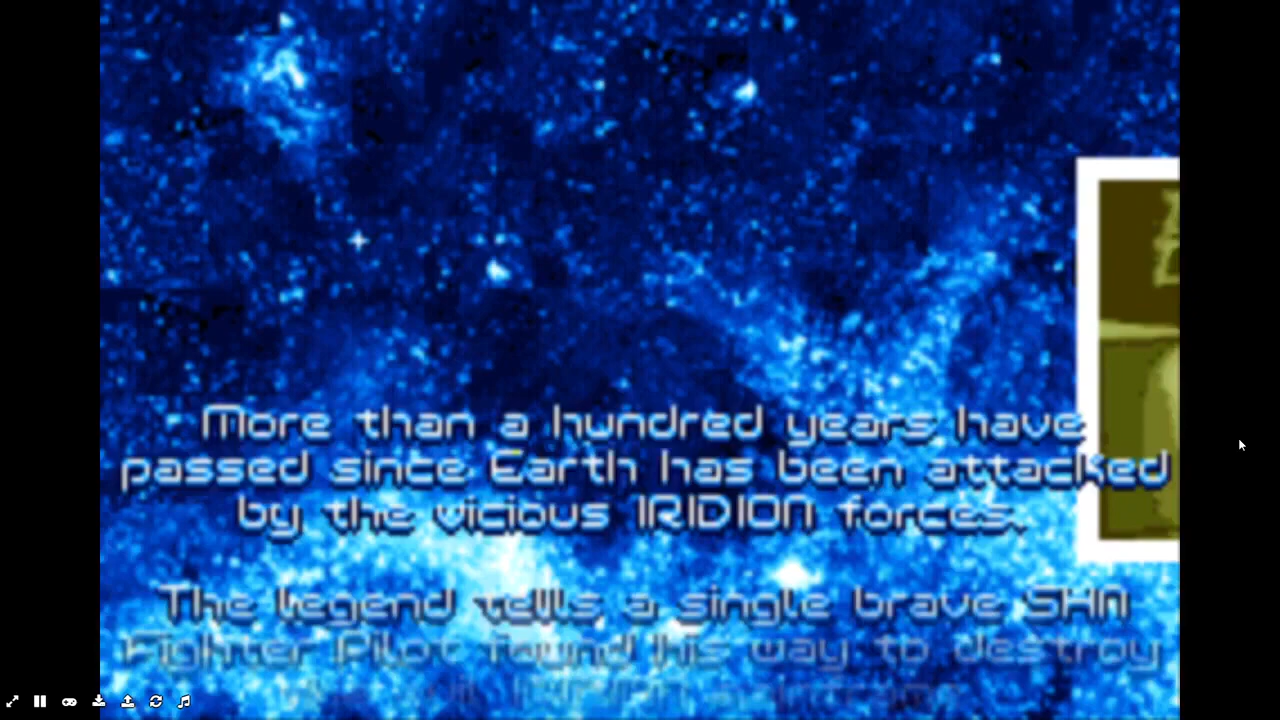 More than a hundred years have
passed since Earth has been attacked
by the vicious IRIDION forces.
The legend tells a single brave SHN
Fighter Pilot found his way to destroy